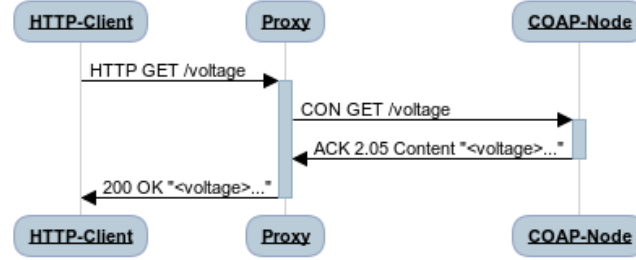 HTTP-Client Proxy COAP-Node
HTTP GET /voltage
CON GET /voltage
ACK 2.05 Content "<voltage>..."
200 OK "<voltage>..."
HTTP-Client Proxy COAP-Node